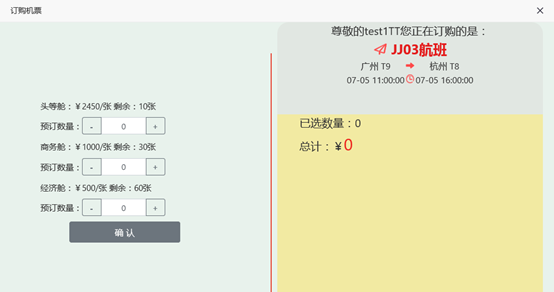 订购机票
头等舱：￥2450/张 剩余：10张
预订数量： - 0 +
商务舱：￥1000/张 剩余：30张
预订数量： - 0 +
经济舱：￥500/张 剩余：60张
预订数量： - 0 +
确 认
尊敬的test1TT您正在订购的是：
JJ03航班
广州 T9 杭州 T8
07-05 11:00:00 07-05 16:00:00
已选数量：0
总计：￥0